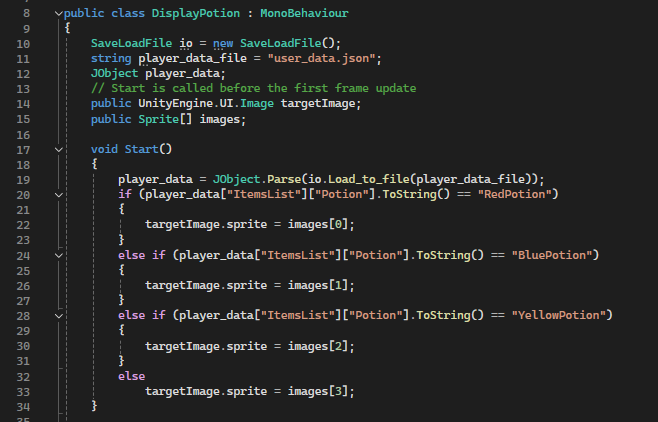 8 public class DisplayPotion : MonoBehaviour
9 {
10 SaveLoadFile io = new SaveLoadFile();
11 string player_data_file = "user_data.json";
12 JObject player_data;
13 // Start is called before the first frame update
14 public UnityEngine.UI.Image targetImage;
15 public Sprite[] images;
16
17 void Start()
18 {
19 player_data = JObject.Parse(io.Load_to_file(player_data_file));
20 if (player_data["ItemsList"]["Potion"].ToString() == "RedPotion")
21 {
22 targetImage.sprite = images[0];
23 }
24 else if (player_data["ItemsList"]["Potion"].ToString() == "BluePotion")
25 {
26 targetImage.sprite = images[1];
27 }
28 else if (player_data["ItemsList"]["Potion"].ToString() == "YellowPotion")
29 {
30 targetImage.sprite = images[2];
31 }
32 else
33 targetImage.sprite = images[3];
34 }